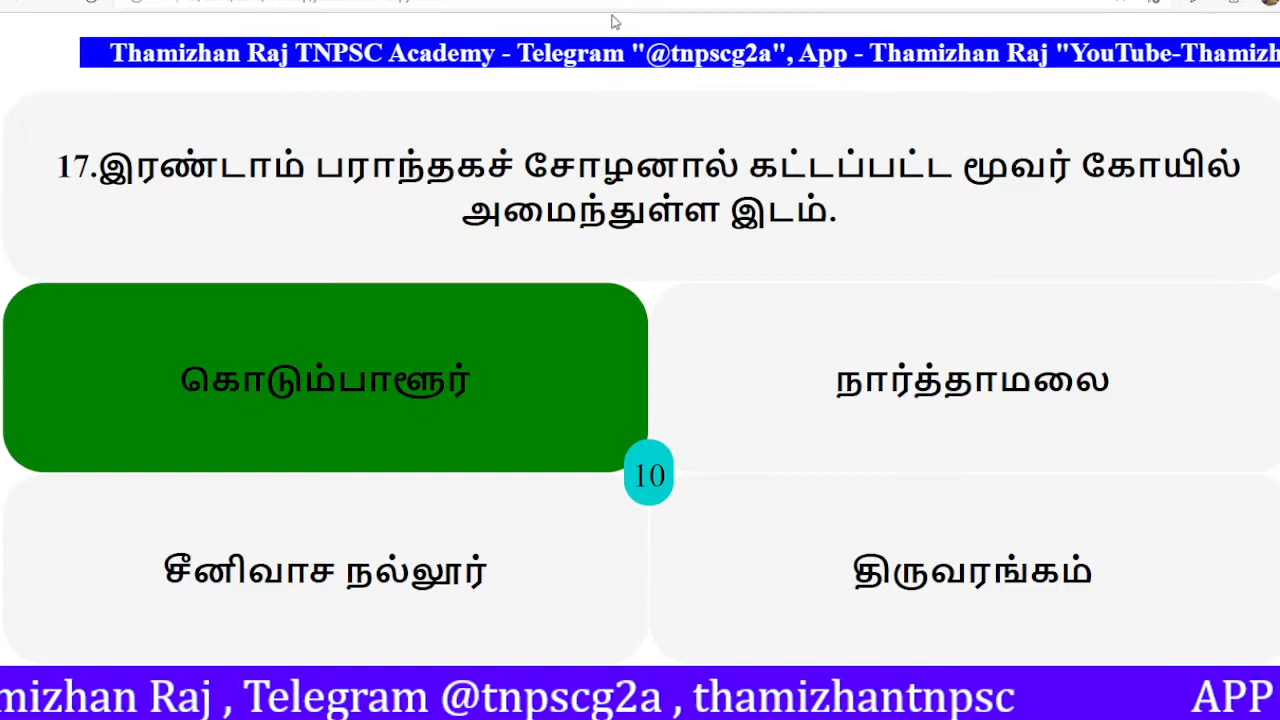 Thamizhan Raj TNPSC Academy - Telegram "@tnpscg2a", App - Thamizhan Raj "YouTube-Thamizh
17.இரண்டாம் பராந்தகச் சோழனால் கட்டப்பட்ட மூவர் கோயில்
அமைந்துள்ள இடம்.
கொடும்பாளூர்
நார்த்தாமலை
10
சீனிவாச நல்லூர்
திருவரங்கம்
mizhan Raj , Telegram @tnpscg2a , thamizhantnpsc APP